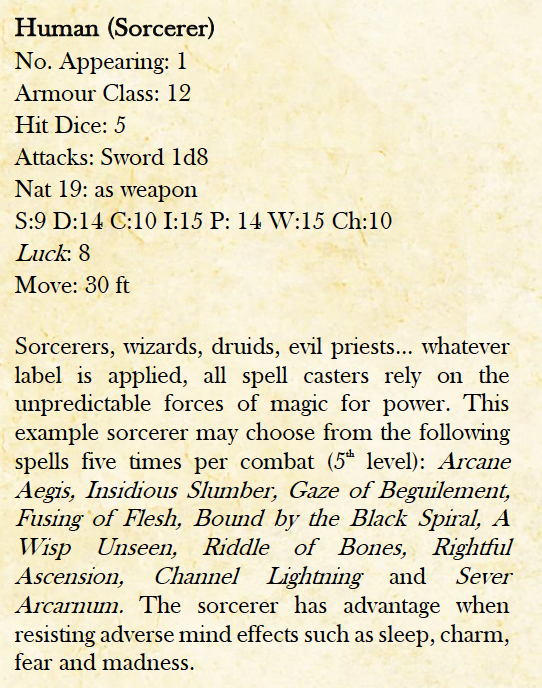 Human (Sorcerer)
No. Appearing: 1
Armour Class: 12
Hit Dice: 5
Attacks: Sword 1d8
Nat 19: as weapon
S:9 D:14 C:10 I:15 P: 14 W:15 Ch:10
Luck: 8
Move: 30 ft
Sorcerers, wizards, druids, evil priests... whatever
label is applied, all spell casters rely on the
unpredictable forces of magic for power. This
example sorcerer may choose from the following
spells five times per combat (5th level): Arcane
Aegis, Insidious Slumber, Gaze of Beguilement,
Fusing of Flesh, Bound by the Black Spiral, A
Wisp Unseen, Riddle of Bones, Rightful
Ascension, Channel Lightning and Sever
Arcarnum. The sorcerer has advantage when
resisting adverse mind effects such as sleep, charm,
fear and madness.